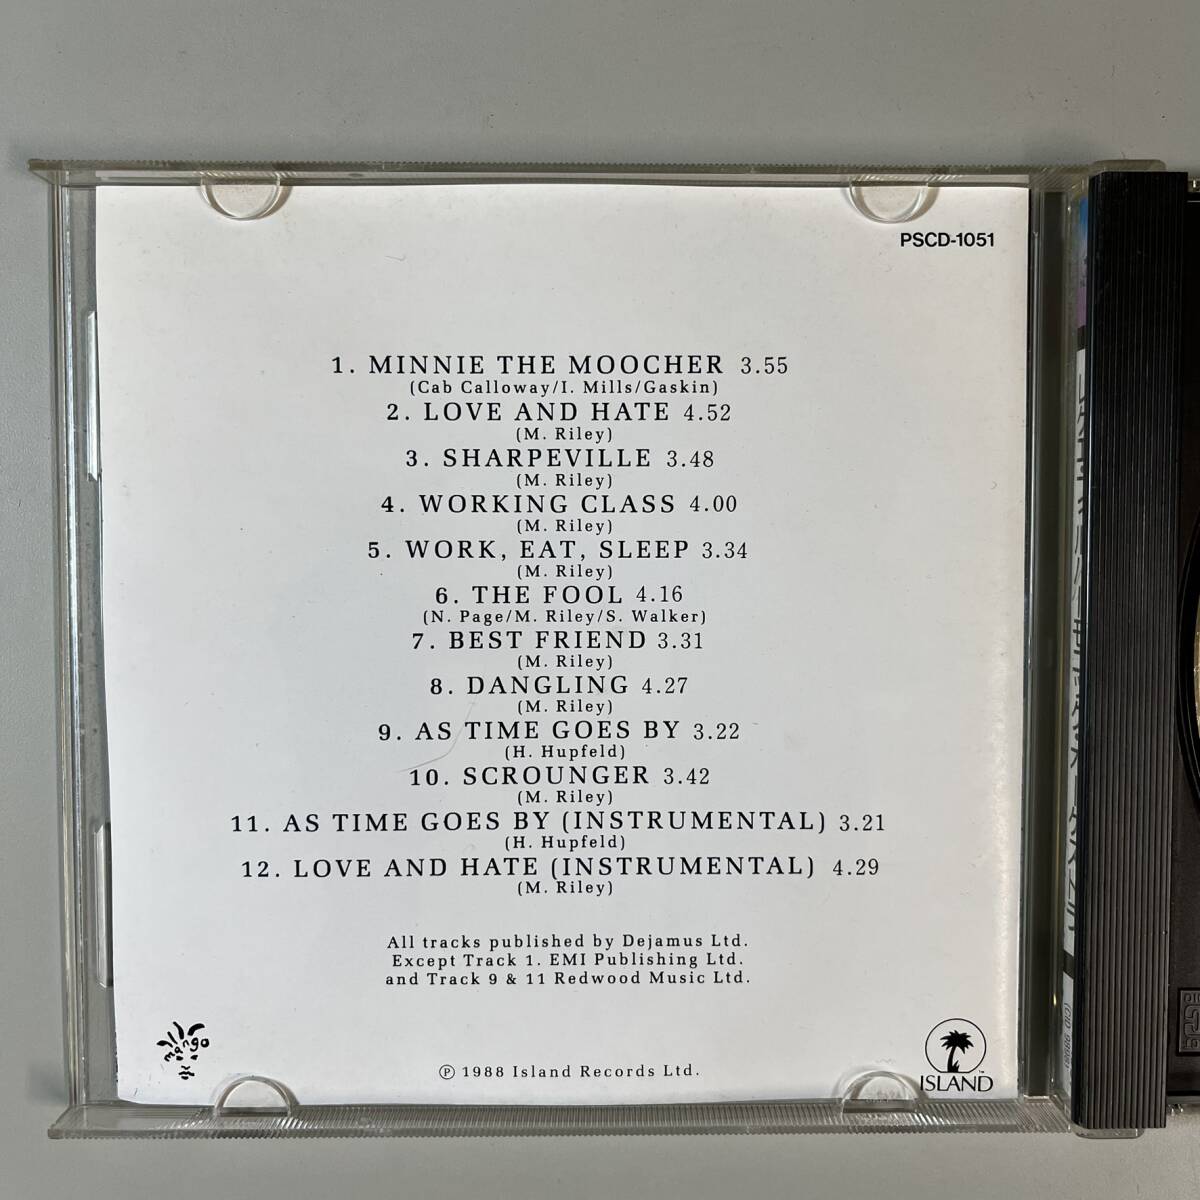 PSCD-1051
1. MINNIE THE MOOCHER 3.55
(Cab Calloway/I. Mills/Gaskin)
2. LOVE AND HATE 4.52
(M. Riley)
3. SHARPEVILLE 3.48
(M. Riley)
4. WORKING CLASS 4.00
(M. Riley)
5. WORK, EAT, SLEEP 3.34
(M. Riley)
6. THE FOOL 4.16
(N. Page/M. Riley/S. Walker)
7. BEST FRIEND 3.31
(M. Riley)
8. DANGLING 4.27
(M. Riley)
9. AS TIME GOES BY 3.22
(H. Hupfeld)
10. SCROUNGER 3.42
(M. Riley)
11. AS TIME GOES BY (INSTRUMENTAL) 3.21
(H. Hupfeld)
12. LOVE AND HATE (INSTRUMENTAL) 4.29
(M. Riley)
All tracks published by Dejamus Ltd.
Except Track 1. EMI Publishing Ltd.
and Track 9 & 11 Redwood Music Ltd.
mango
℗ 1988 Island Records Ltd.
ISLAND™